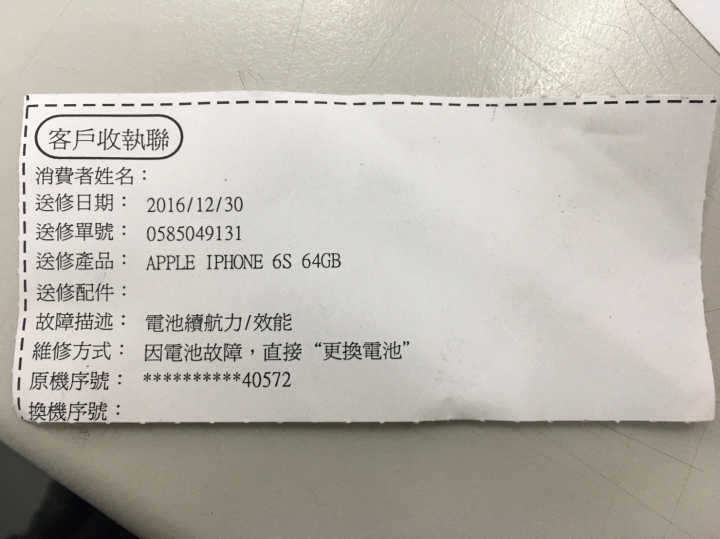 客戶收執聯
消費者姓名：
送修日期： 2016/12/30
送修單號： 0585049131
送修產品： APPLE IPHONE 6S 64GB
送修配件：
故障描述： 電池續航力/效能
維修方式： 因電池故障，直接“更換電池”
原機序號： **********40572
換機序號：